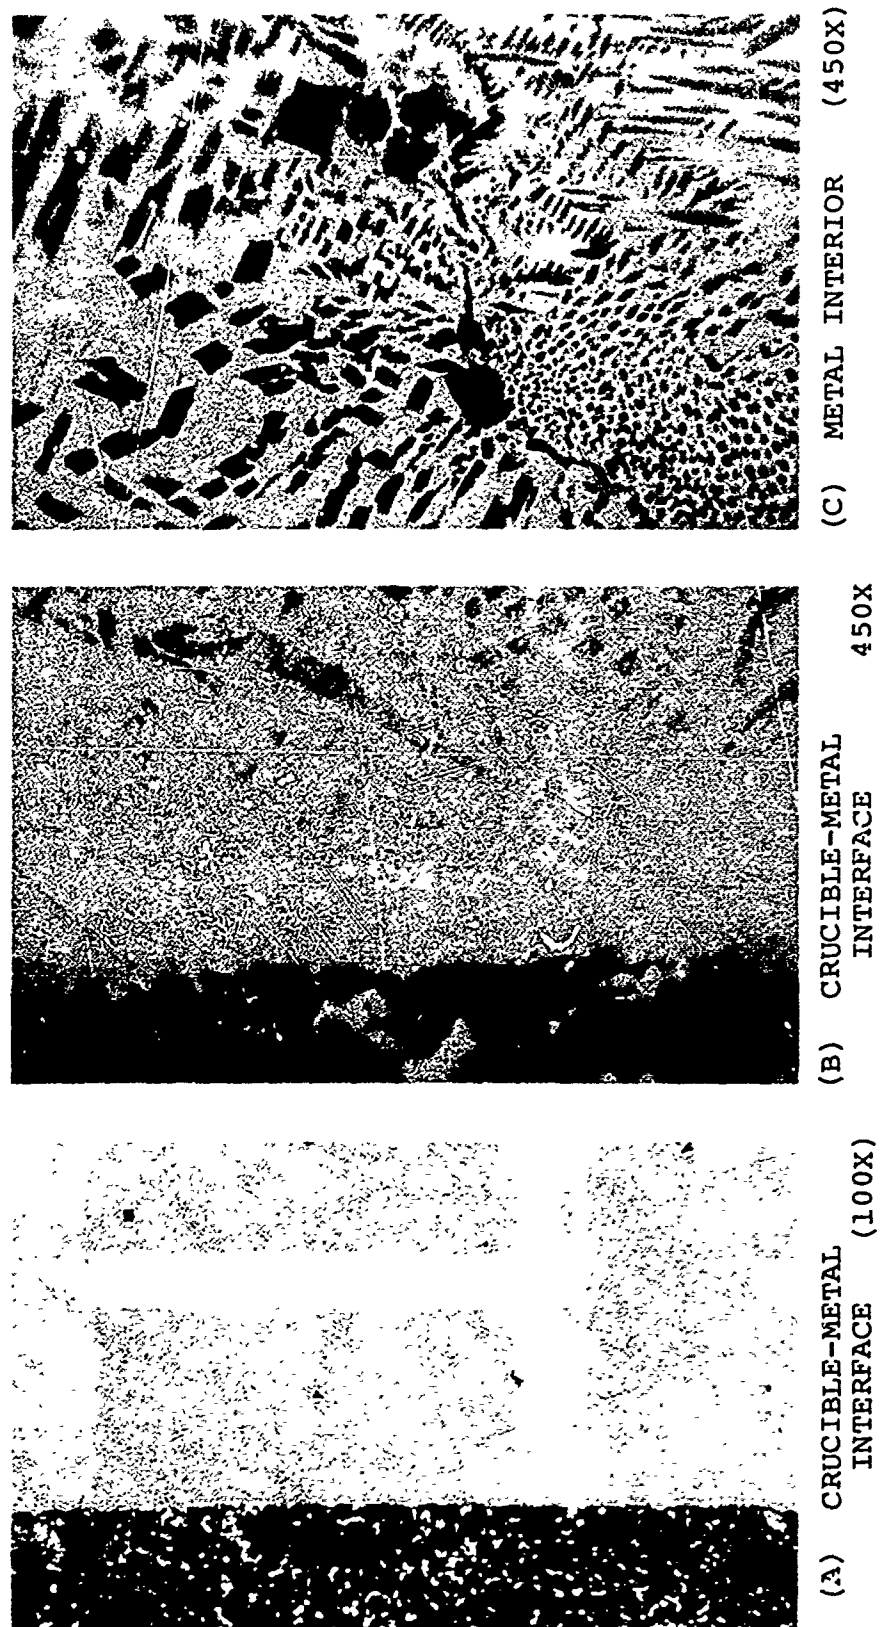 (A) CRUCIBLE-METAL (100X)
INTERFACE
(B) CRUCIBLE-METAL 450X
INTERFACE
(C) METAL INTERIOR (450X)